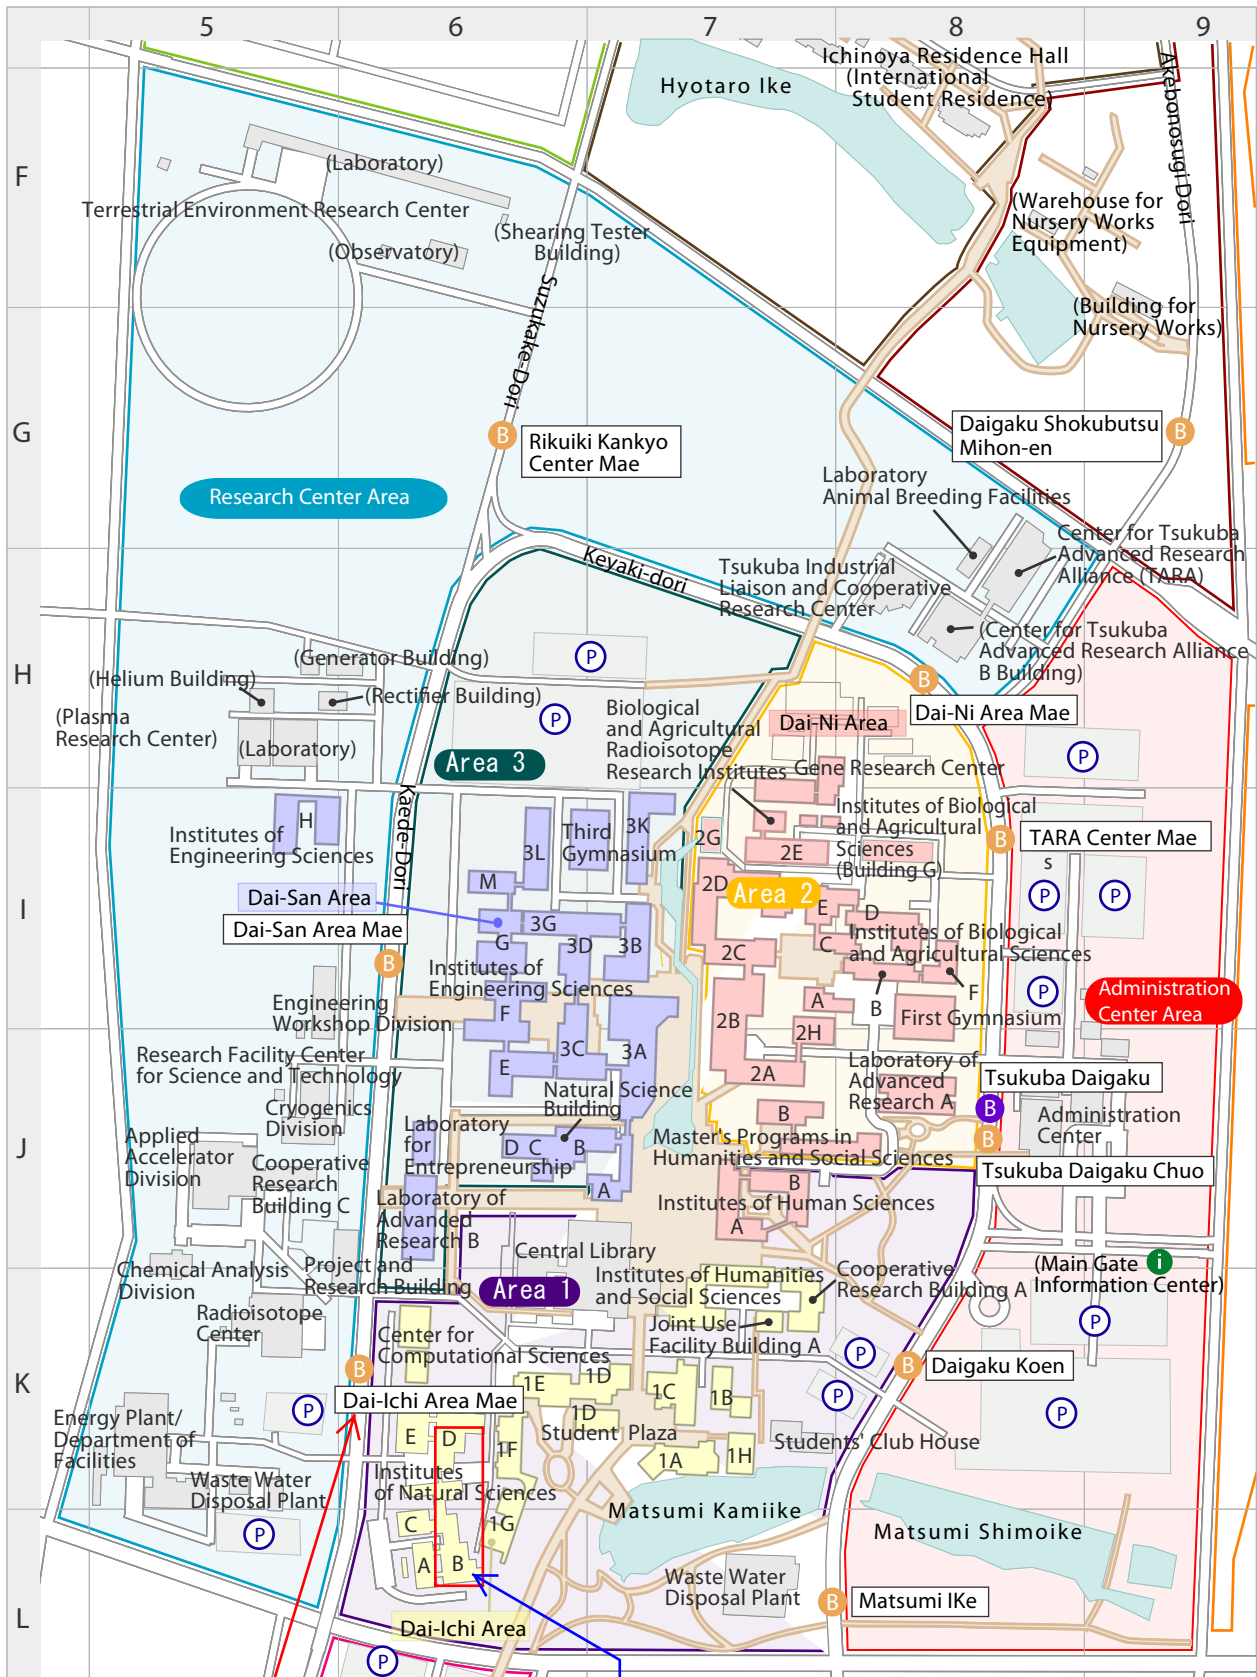 5
6
7
8
9
F
G
H
I
J
K
L
Ichinoya Residence Hall
(International
Student Residence)
Hyotaro Ike
Akebonosugi Dori
(Laboratory)
Terrestrial Environment Research Center
(Observatory)
(Shearing Tester
Building)
Suzukake-Dori
(Warehouse for
Nursery Works
Equipment)
(Building for
Nursery Works)
B
Rikuiki Kankyo
Center Mae
Daigaku Shokubutsu
Mihon-en
B
Research Center Area
Laboratory
Animal Breeding Facilities
Keyaki-dori
Center for Tsukuba
Advanced Research
Alliance (TARA)
Tsukuba Industrial
Liaison and Cooperative
Research Center
(Center for Tsukuba
Advanced Research Alliance
B Building)
P
(Generator Building)
(Helium Building)
(Rectifier Building)
(Plasma
Research Center)
(Laboratory)
P
Biological
and Agricultural
Radioisotope
Research Institutes
B
Dai-Ni Area Mae
Dai-Ni Area
Area 3
P
Gene Research Center
Kaede-Dori
H
Institutes of
Engineering Sciences
3L
Third
Gymnasium
3K
2G
2E
Institutes of Biological
and Agricultural
Sciences
(Building G)
B
TARA Center Mae
s
P
P
M
2D
Area 2
Dai-San Area
Dai-San Area Mae
B
3G
G
3D
3B
E
D
C
2C
Institutes of Biological
and Agricultural Sciences
Institutes of
Engineering Sciences
F
B
A
P
Administration
Center Area
Engineering
Workshop Division
F
2B
2H
First Gymnasium
Research Facility Center
for Science and Technology
E
3C
3A
2A
Laboratory of
Advanced
Research A
Tsukuba Daigaku
B
B
Cryogenics
Division
Natural Science
Building
B
Administration
Center
Applied
Accelerator
Division
Laboratory
for
Entrepreneurship
D
C
B
A
Master's Programs in
Humanities and Social Sciences
Tsukuba Daigaku Chuo
Cooperative
Research
Building C
Laboratory of
Advanced
Research B
B
Institutes of Human Sciences
A
Central Library
Chemical Analysis
Division
Project and
Research Building
Area 1
Institutes of Humanities
and Social Sciences
Cooperative
Research Building A
(Main Gate
Information Center)
i
Radioisotope
Center
Joint Use
Facility Building A
P
Center for
Computational Sciences
P
B
B
Daigaku Koen
Dai-Ichi Area Mae
1E
1D
1C
1B
P
P
P
Energy Plant/
Department of
Facilities
E
D
1F
1D
Student Plaza
1A
1H
Students' Club House
Waste Water
Disposal Plant
Institutes
of Natural Sciences
P
C
1G
Matsumi Kamiike
Matsumi Shimoike
A
B
Waste Water
Disposal Plant
B
Matsumi IKe
Dai-Ichi Area
P